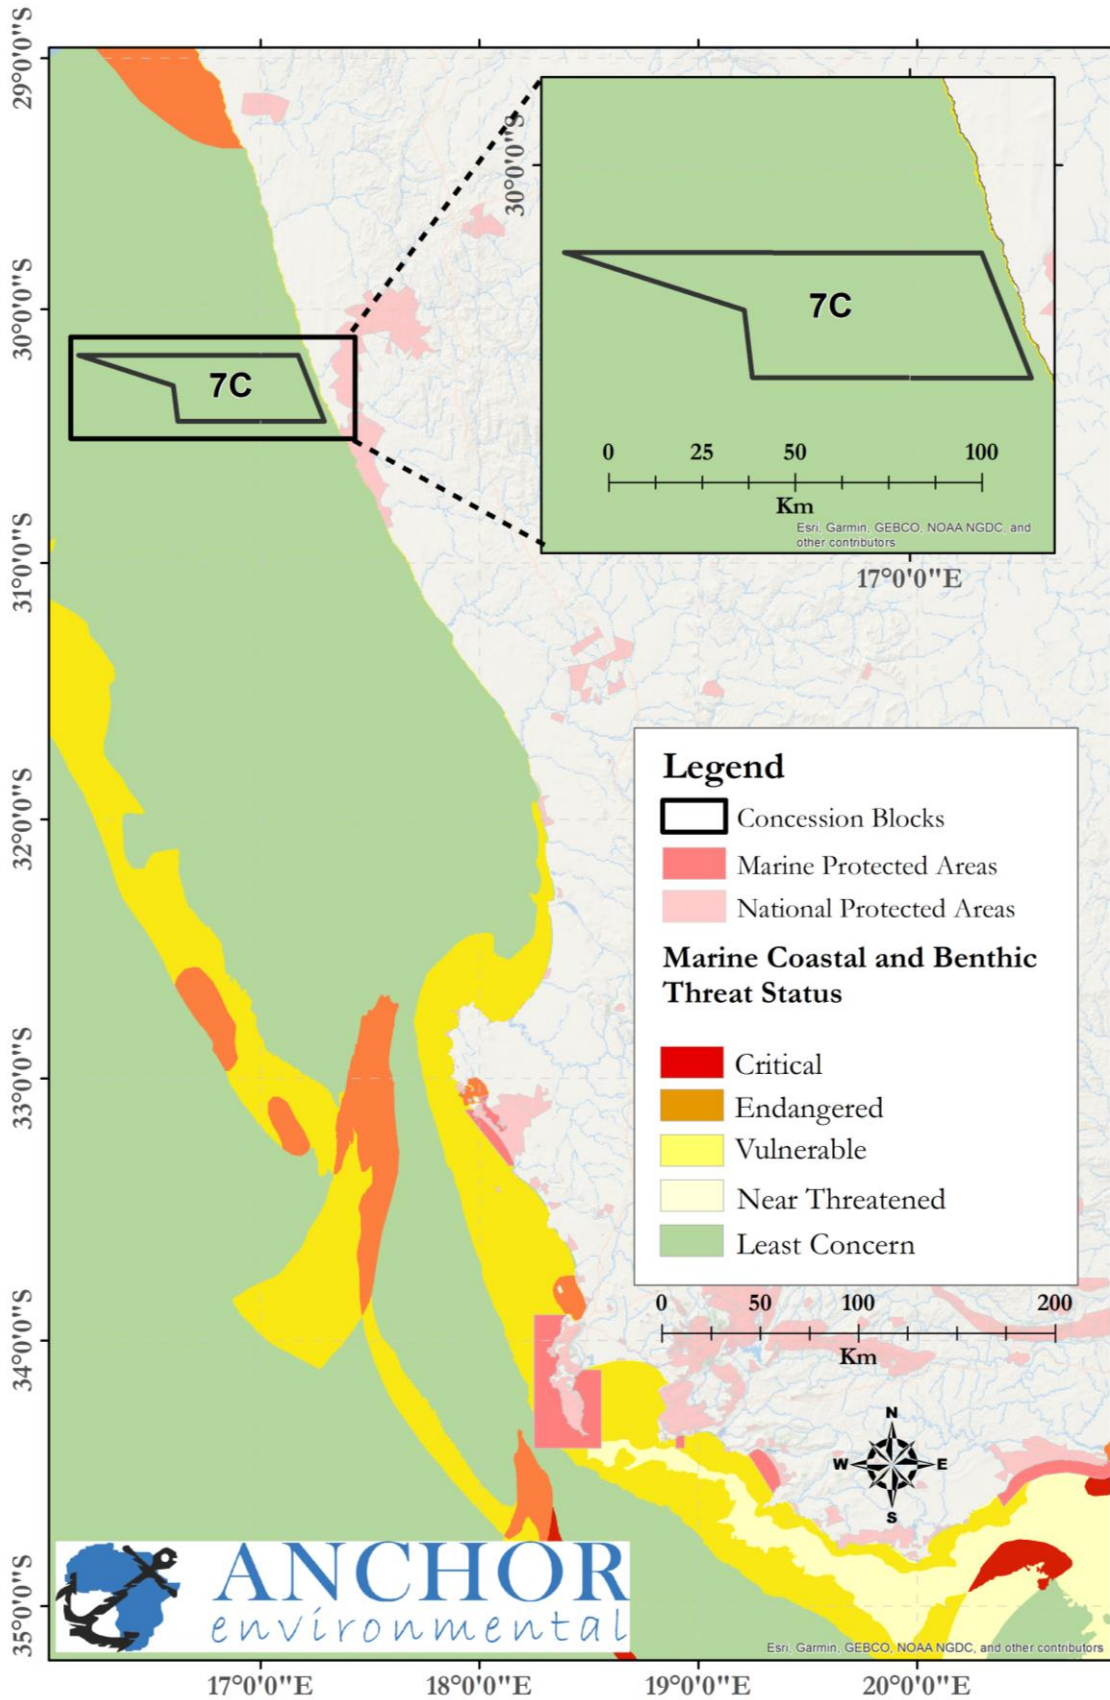 29°0'0"S
30°0'0"S
31°0'0"S
32°0'0"S
33°0'0"S
34°0'0"S
35°0'0"S
7C
30°0'0"S
7C
0 25 50 100
Km
Esri, Garmin, GEBCO, NOAA NGDC, and
other contributors
17°0'0"E
Legend
Concession Blocks
Marine Protected Areas
National Protected Areas
Marine Coastal and Benthic
Threat Status
Critical
Endangered
Vulnerable
Near Threatened
Least Concern
0 50 100 200
Km
N
W E
S
ANCHOR
environmental
Esri, Garmin, GEBCO, NOAA NGDC, and other contributors
17°0'0"E 18°0'0"E 19°0'0"E 20°0'0"E